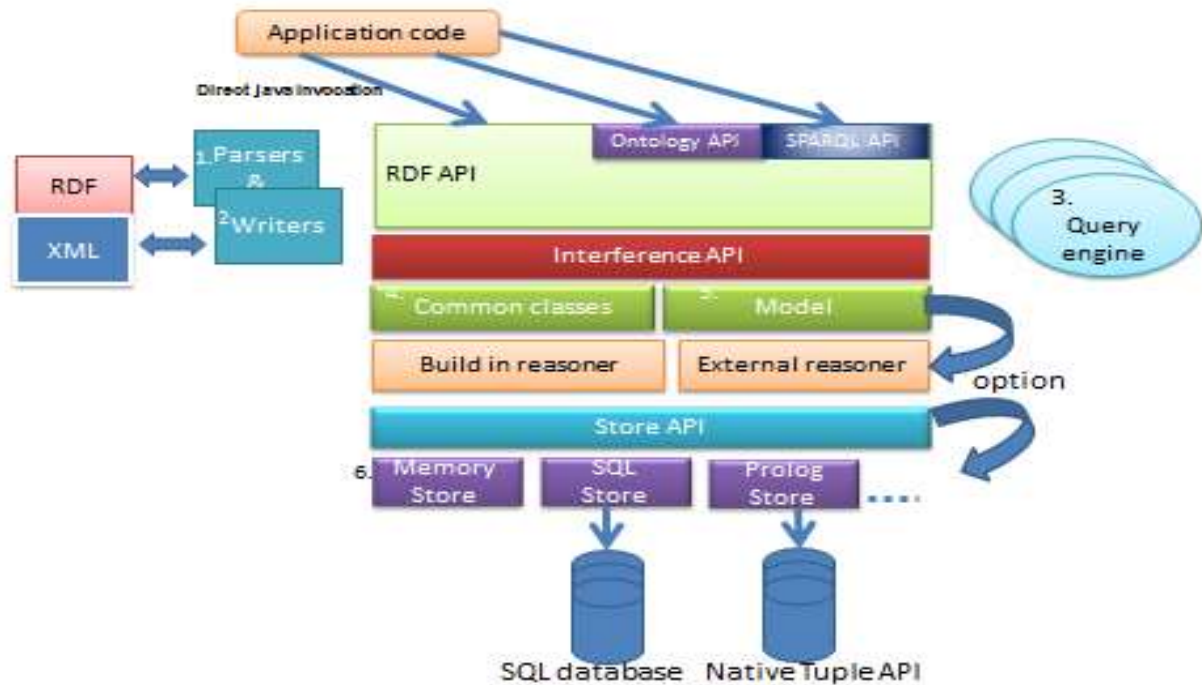 Application code
Direct Java Invocation
Ontology API
SPARQL API
1. Parsers
&
RDF
RDF API
2 Writers
XML
3.
Query
engine
Interference API
4. Common classes
5. Model
Build in reasoner
External reasoner
option
Store API
6.
Memory
Store
SQL
Store
Prolog
Store
SQL database
Native Tuple API